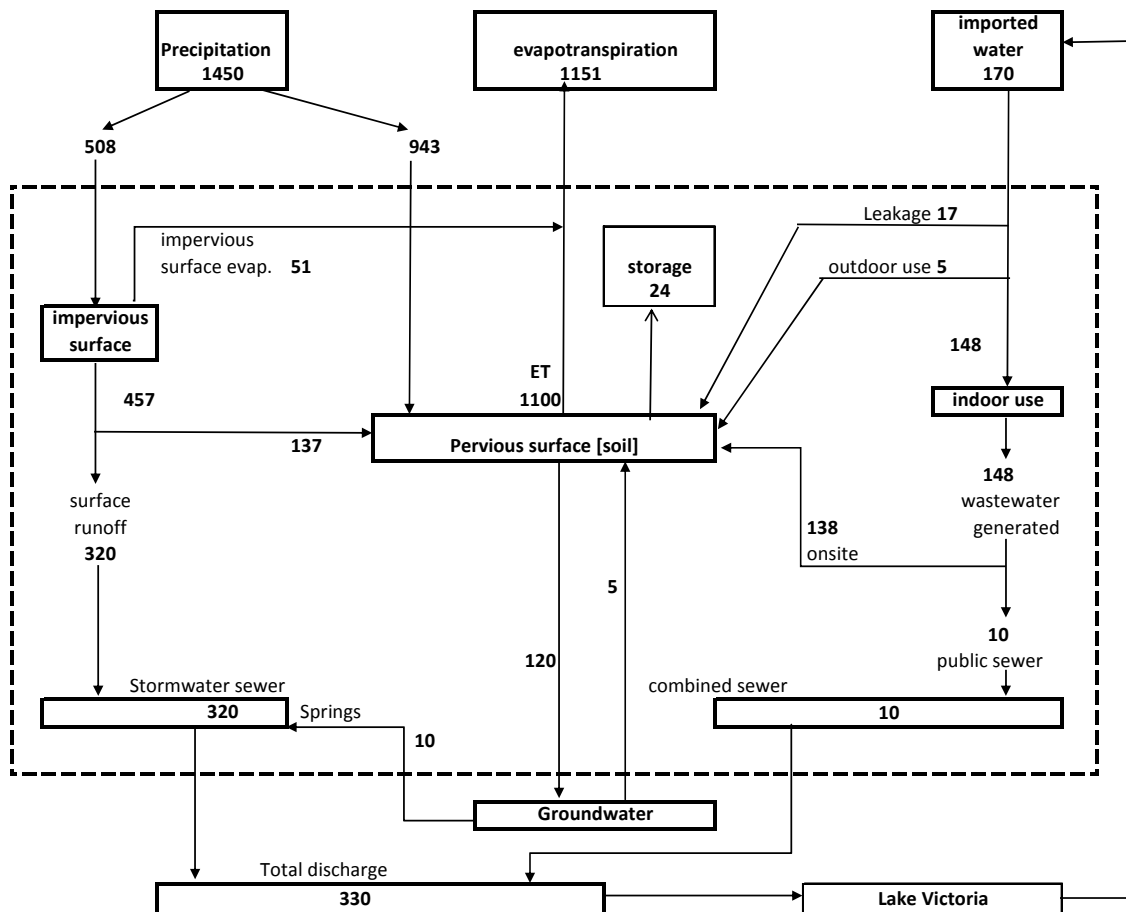 Precipitation
1450
evapotranspiration
1151
imported
water
170
508
943
Leakage 17
impervious
surface evap. 51
storage
24
outdoor use 5
impervious
surface
148
ET
1100
457
indoor use
137
Pervious surface [soil]
148
wastewater
generated
surface
runoff
320
138
onsite
5
10
public sewer
120
Stormwater sewer
320
Springs
10
combined sewer
10
Groundwater
Total discharge
330
Lake Victoria